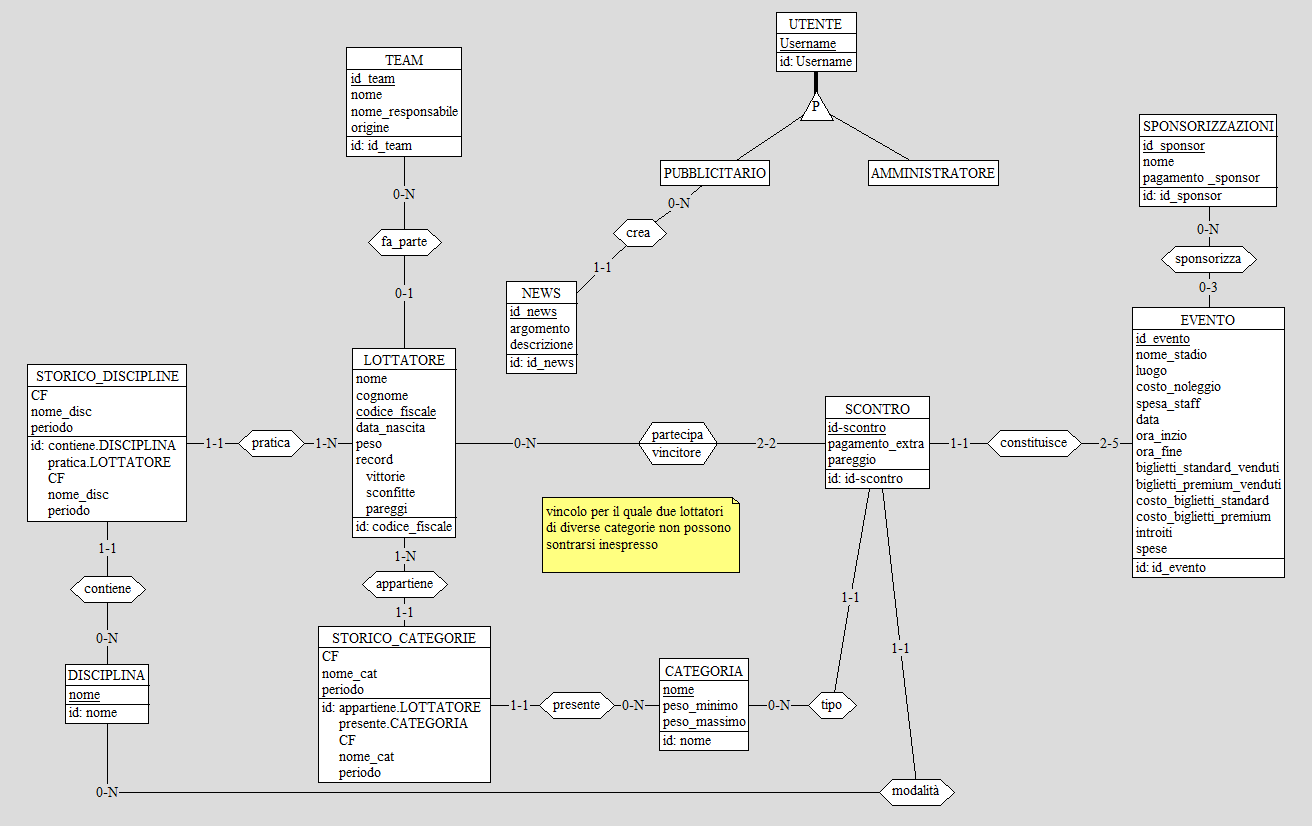 UTENTE
Username
id: Username
P
PUBBLICITARIO
AMMINISTRATORE
0-N
crea
1-1
NEWS
id_news
argomento
descrizione
id: id_news
TEAM
id_team
nome
nome_responsabile
origine
id: id_team
0-N
fa_parte
0-1
SPONSORIZZAZIONI
id_sponsor
nome
pagamento _sponsor
id: id_sponsor
0-N
sponsorizza
0-3
EVENTO
id_evento
nome_stadio
luogo
costo_noleggio
spesa_staff
data
ora_inzio
ora_fine
biglietti_standard_venduti
biglietti_premium_venduti
costo_biglietti_standard
costo_biglietti_premium
introiti
spese
id: id_evento
STORICO_DISCIPLINE
CF
nome_disc
periodo
id: contiene.DISCIPLINA
pratica.LOTTATORE
CF
nome_disc
periodo
1-1
pratica
1-N
LOTTATORE
nome
cognome
codice_fiscale
data_nascita
peso
record
vittorie
sconfitte
pareggi
id: codice_fiscale
0-N
partecipa
vincitore
2-2
SCONTRO
id-scontro
pagamento_extra
pareggio
id: id-scontro
1-1
constituisce
2-5
vincolo per il quale due lottatori
di diverse categorie non possono
sontrarsi inespresso
1-1
contiene
0-N
DISCIPLINA
nome
id: nome
1-N
appartiene
1-1
STORICO_CATEGORIE
CF
nome_cat
periodo
id: appartiene.LOTTATORE
presente.CATEGORIA
CF
nome_cat
periodo
1-1
presente
0-N
CATEGORIA
nome
peso_minimo
peso_massimo
id: nome
0-N
tipo
1-1
1-1
0-N
modalità